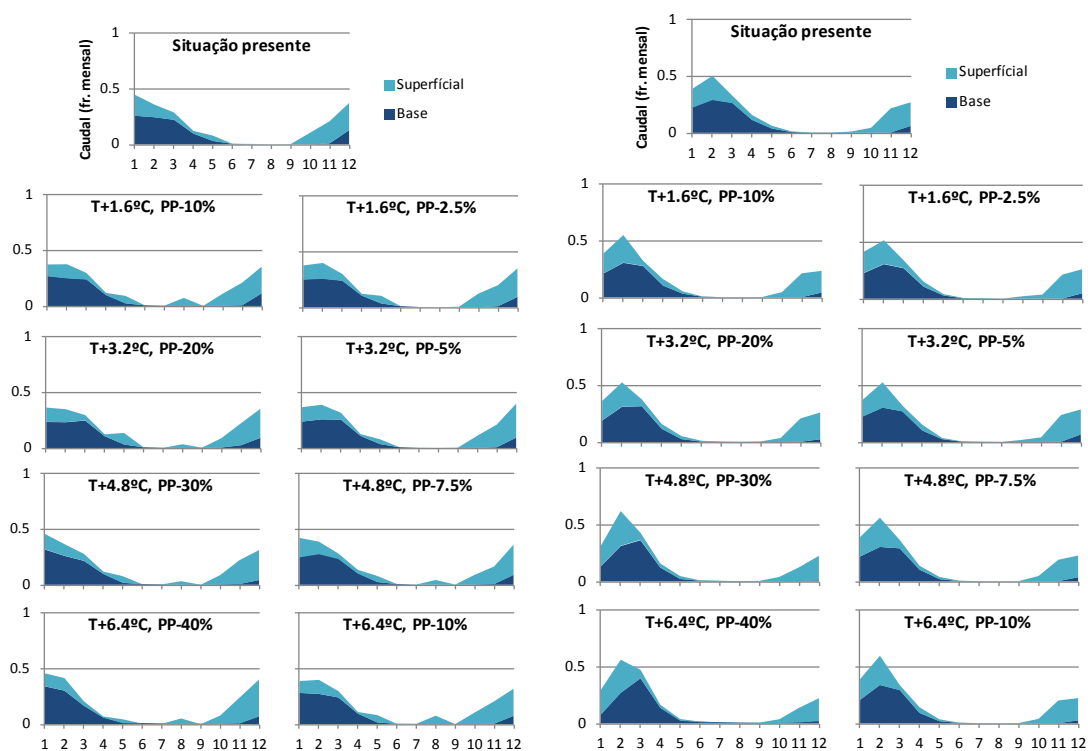 1
Situação presente
Caudal (fr. mensal)
0.5
Superfícial
Base
0
1 2 3 4 5 6 7 8 9 10 11 12
1
Situação presente
Caudal (fr. mensal)
0.5
Superficial
Base
0
1 2 3 4 5 6 7 8 9 10 11 12
1
T+1.6ºC, PP-10%
0.5
0
T+1.6ºC, PP-2.5%
1
T+1.6ºC, PP-10%
0.5
0
T+1.6ºC, PP-2.5%
1
T+3.2ºC, PP-20%
0.5
0
T+3.2ºC, PP-5%
1
T+3.2ºC, PP-20%
0.5
0
T+3.2ºC, PP-5%
1
T+4.8ºC, PP-30%
0.5
0
T+4.8ºC, PP-7.5%
1
T+4.8ºC, PP-30%
0.5
0
T+4.8ºC, PP-7.5%
1
T+6.4ºC, PP-40%
0.5
0
1 2 3 4 5 6 7 8 9 10 11 12
T+6.4ºC, PP-10%
1 2 3 4 5 6 7 8 9 10 11 12
1
T+6.4ºC, PP-40%
0.5
0
1 2 3 4 5 6 7 8 9 10 11 12
T+6.4ºC, PP-10%
1 2 3 4 5 6 7 8 9 10 11 12